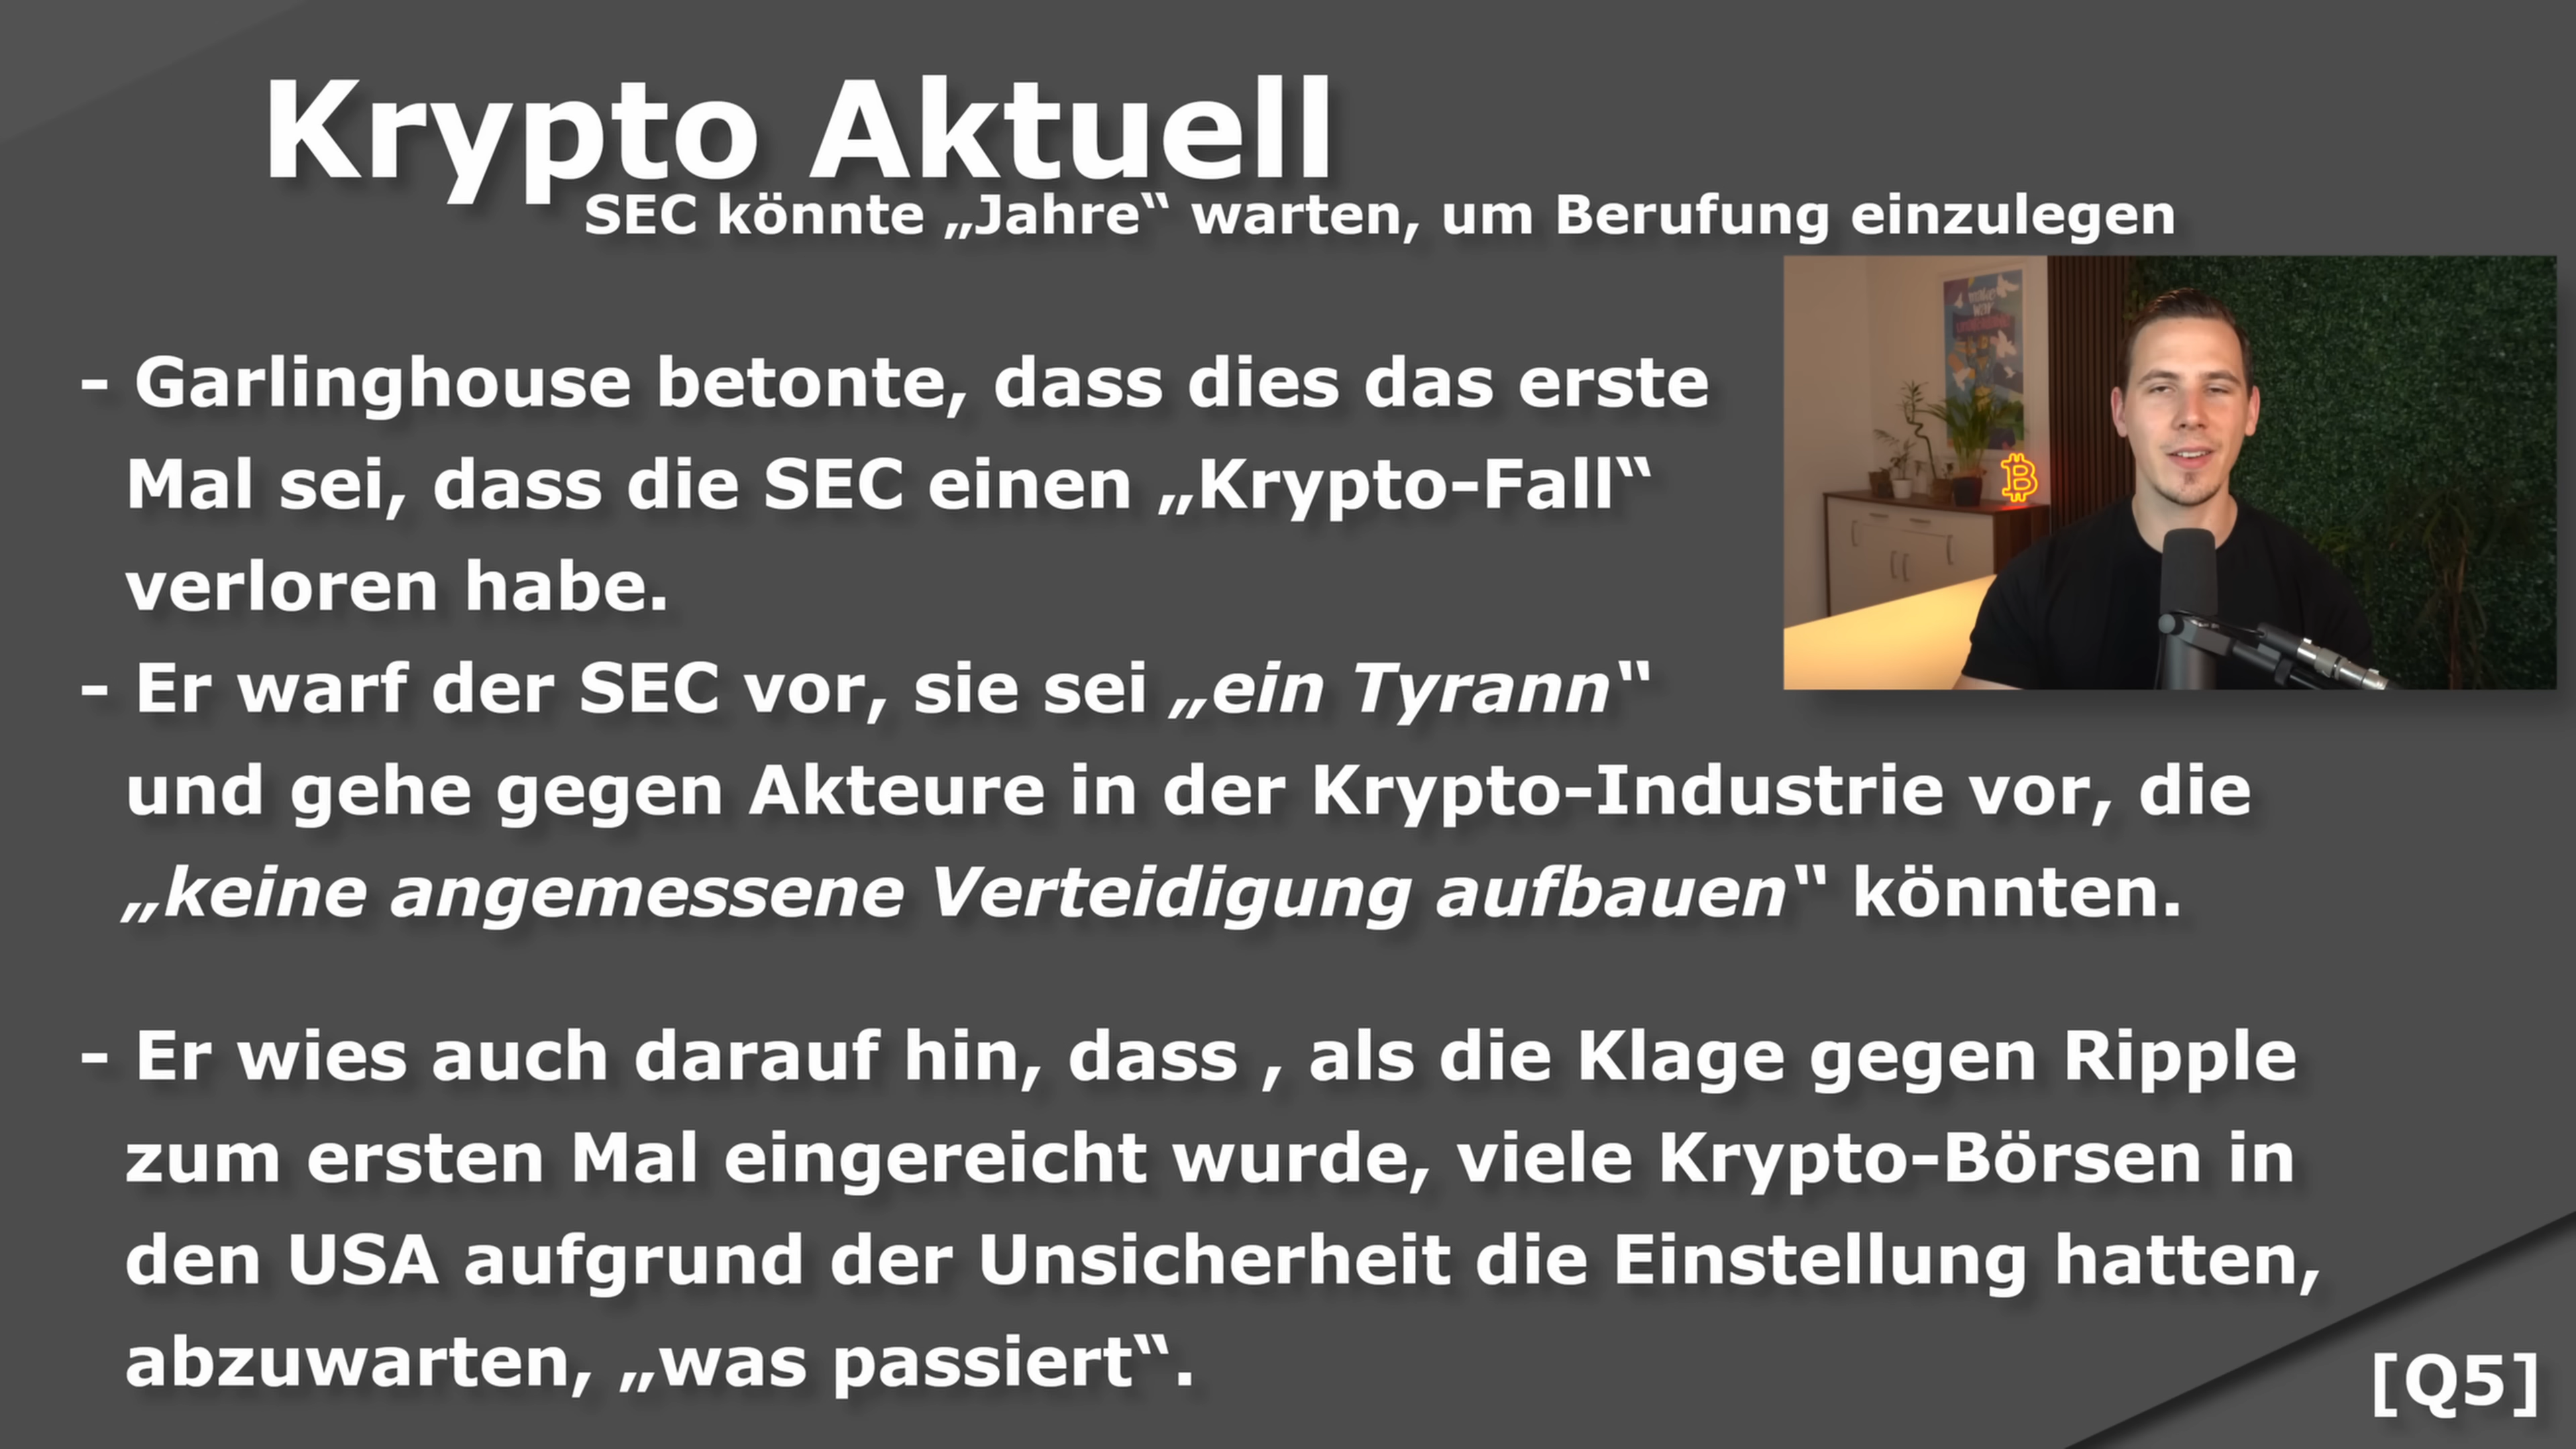 Krypto Aktuell
SEC könnte „Jahre“ warten, um Berufung einzulegen
- Garlinghouse betonte, dass dies das erste
Mal sei, dass die SEC einen „Krypto-Fall“
verloren habe.
- Er warf der SEC vor, sie sei „ein Tyrann“
und gehe gegen Akteure in der Krypto-Industrie vor, die
„keine angemessene Verteidigung aufbauen“ könnten.
- Er wies auch darauf hin, dass , als die Klage gegen Ripple
zum ersten Mal eingereicht wurde, viele Krypto-Börsen in
den USA aufgrund der Unsicherheit die Einstellung hatten,
abzuwarten, „was passiert“.
[Q5]